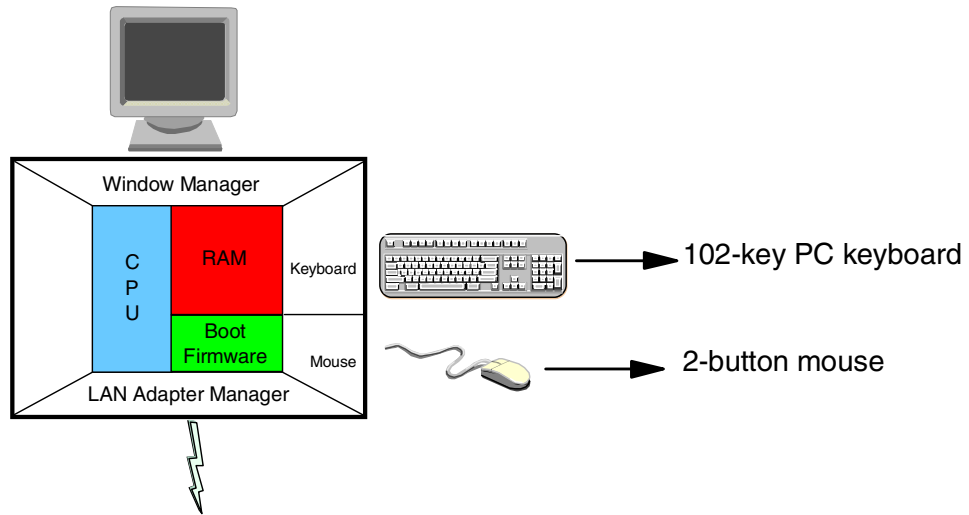 Window Manager
C
P
U
RAM
Keyboard
Boot
Firmware
Mouse
LAN Adapter Manager
102-key PC keyboard
2-button mouse